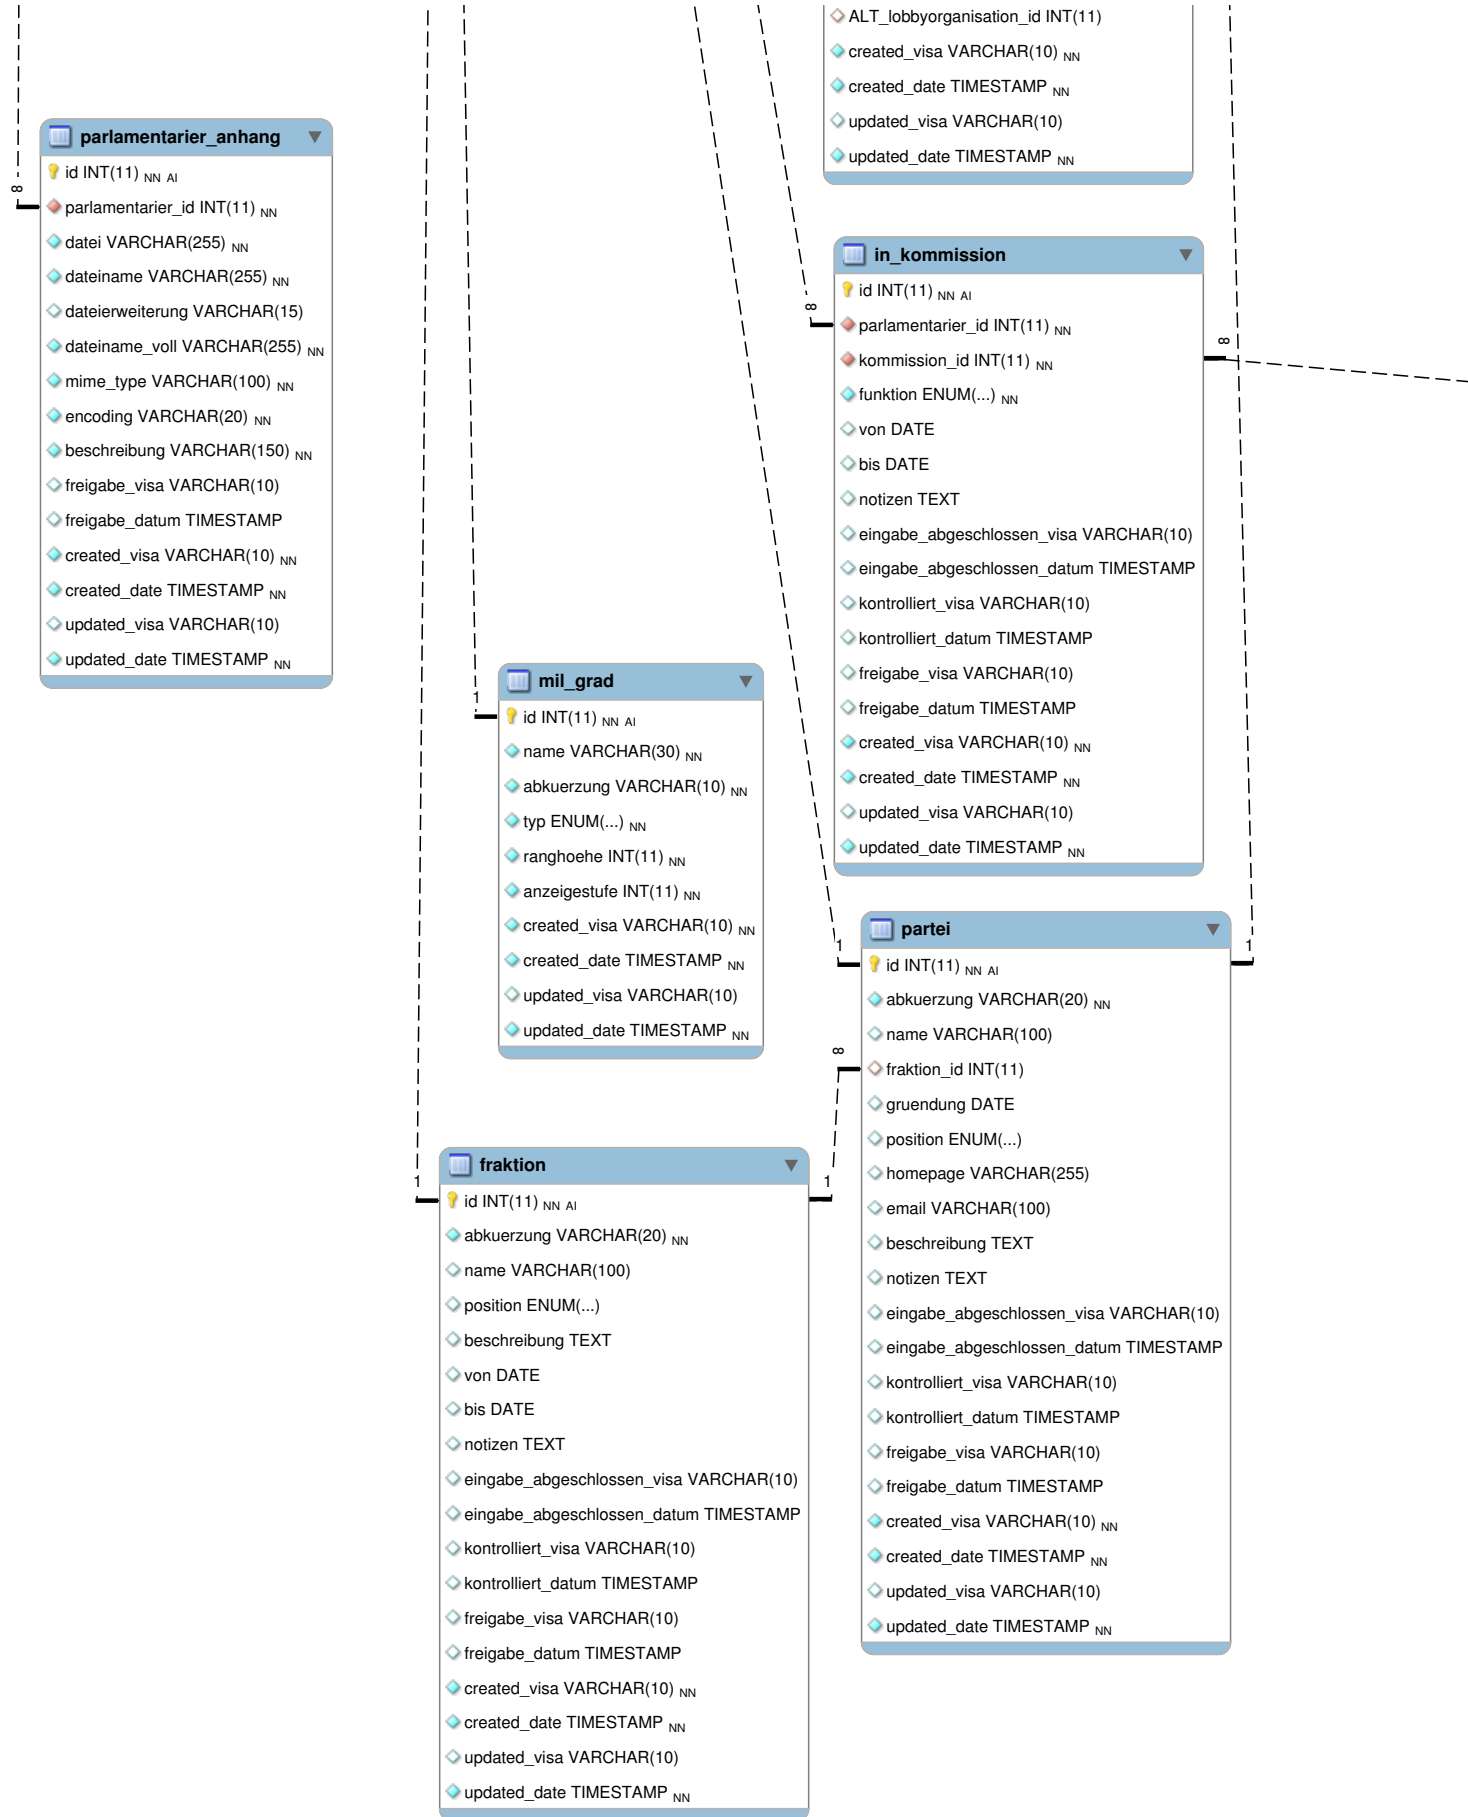 ALT_lobbyorganisation_id INT(11)
created_visa VARCHAR(10) NN
created_date TIMESTAMP NN
updated_visa VARCHAR(10)
updated_date TIMESTAMP NN
parlamentarier_anhang
id INT(11) NN AI
8
parlamentarier_id INT(11) NN
datei VARCHAR(255) NN
dateiname VARCHAR(255) NN
dateierweiterung VARCHAR(15)
dateiname_voll VARCHAR(255) NN
mime_type VARCHAR(100) NN
encoding VARCHAR(20) NN
beschreibung VARCHAR(150) NN
freigabe_visa VARCHAR(10)
freigabe_datum TIMESTAMP
created_visa VARCHAR(10) NN
created_date TIMESTAMP NN
updated_visa VARCHAR(10)
updated_date TIMESTAMP NN
in_kommission
id INT(11) NN AI
8
parlamentarier_id INT(11) NN
8
kommission_id INT(11) NN
funktion ENUM(...) NN
von DATE
bis DATE
notizen TEXT
eingabe_abgeschlossen_visa VARCHAR(10)
eingabe_abgeschlossen_datum TIMESTAMP
kontrolliert_visa VARCHAR(10)
kontrolliert_datum TIMESTAMP
freigabe_visa VARCHAR(10)
freigabe_datum TIMESTAMP
created_visa VARCHAR(10) NN
created_date TIMESTAMP NN
updated_visa VARCHAR(10)
updated_date TIMESTAMP NN
mil_grad
1
id INT(11) NN AI
name VARCHAR(30) NN
abkuerzung VARCHAR(10) NN
typ ENUM(...) NN
ranghoehe INT(11) NN
anzeigestufe INT(11) NN
created_visa VARCHAR(10) NN
created_date TIMESTAMP NN
updated_visa VARCHAR(10)
updated_date TIMESTAMP NN
partei
1
1
id INT(11) NN AI
abkuerzung VARCHAR(20) NN
name VARCHAR(100)
8
fraktion_id INT(11)
gruendung DATE
position ENUM(...)
homepage VARCHAR(255)
email VARCHAR(100)
beschreibung TEXT
notizen TEXT
eingabe_abgeschlossen_visa VARCHAR(10)
eingabe_abgeschlossen_datum TIMESTAMP
kontrolliert_visa VARCHAR(10)
kontrolliert_datum TIMESTAMP
freigabe_visa VARCHAR(10)
freigabe_datum TIMESTAMP
created_visa VARCHAR(10) NN
created_date TIMESTAMP NN
updated_visa VARCHAR(10)
updated_date TIMESTAMP NN
fraktion
1
1
id INT(11) NN AI
abkuerzung VARCHAR(20) NN
name VARCHAR(100)
position ENUM(...)
beschreibung TEXT
von DATE
bis DATE
notizen TEXT
eingabe_abgeschlossen_visa VARCHAR(10)
eingabe_abgeschlossen_datum TIMESTAMP
kontrolliert_visa VARCHAR(10)
kontrolliert_datum TIMESTAMP
freigabe_visa VARCHAR(10)
freigabe_datum TIMESTAMP
created_visa VARCHAR(10) NN
created_date TIMESTAMP NN
updated_visa VARCHAR(10)
updated_date TIMESTAMP NN